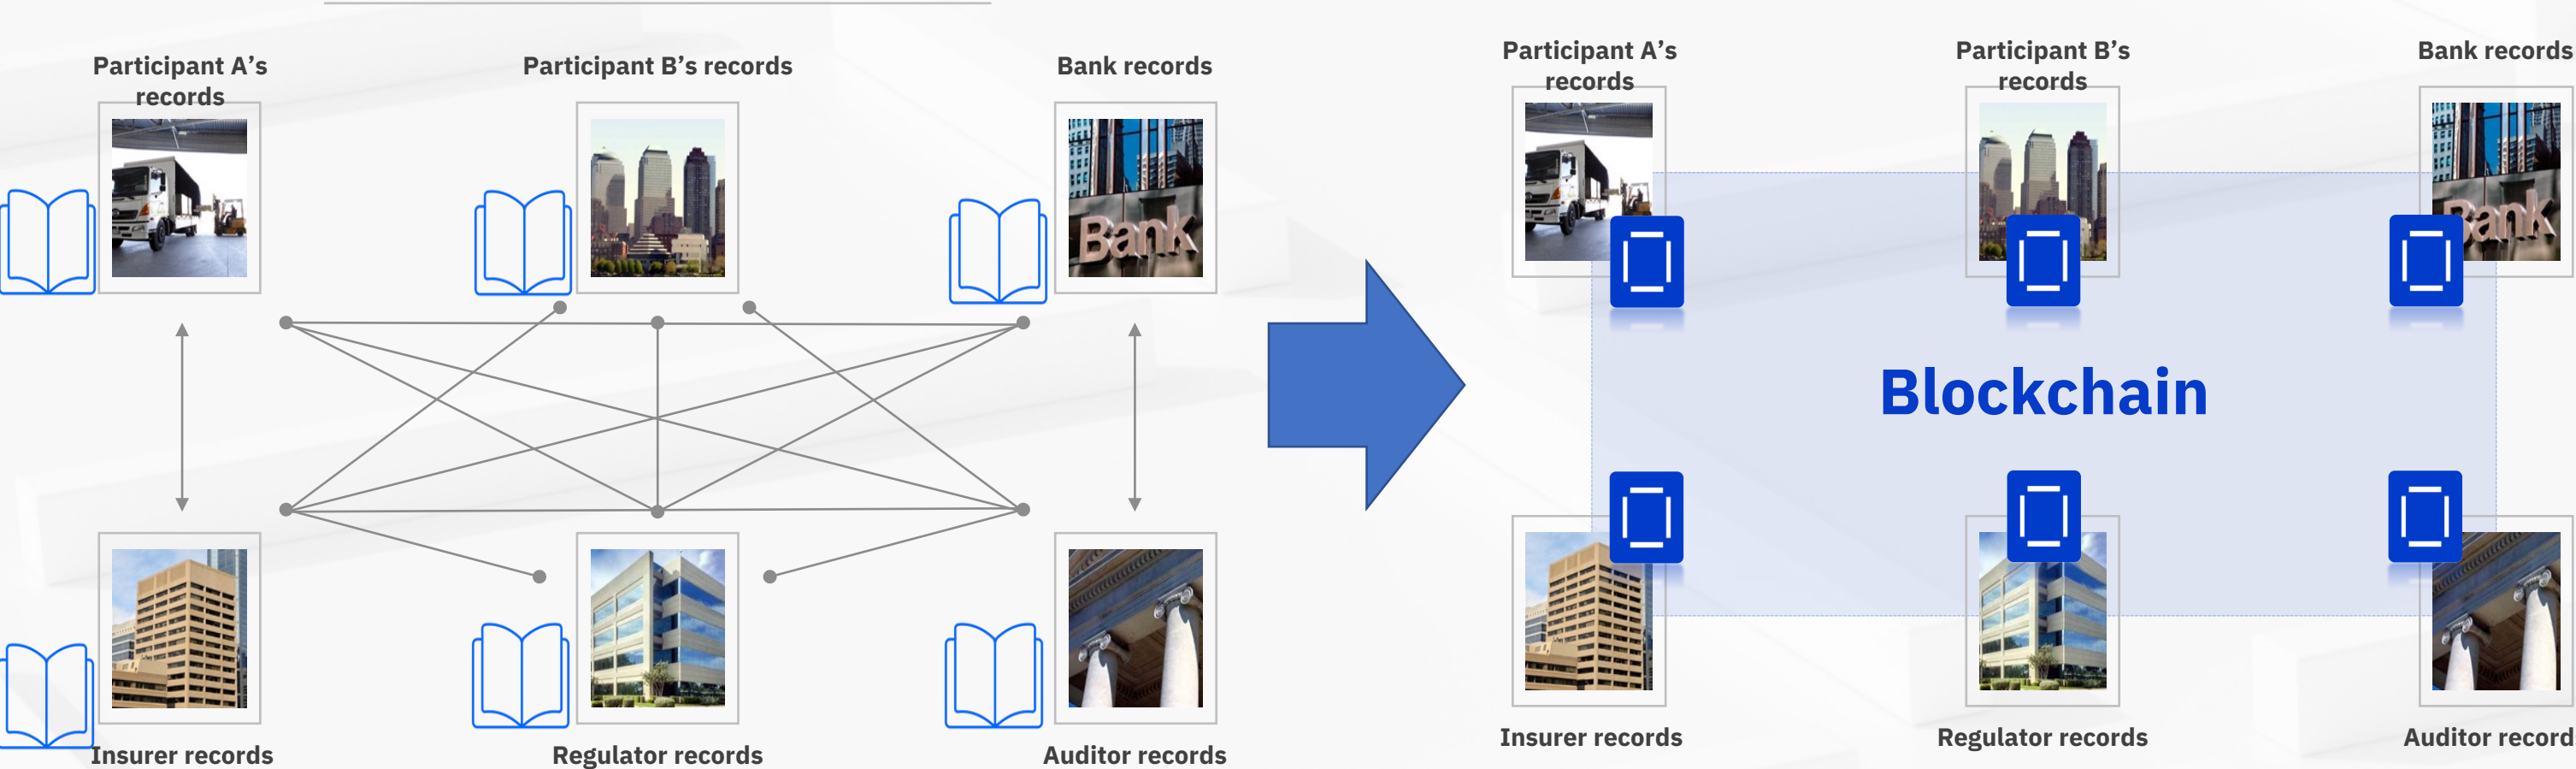 Participant A's
records
Participant B's records
Bank records
Bank
Insurer records
Regulator records
Auditor records
Participant A's
records
Participant B's
records
Bank records
Bank
Blockchain
Insurer records
Regulator records
Auditor record